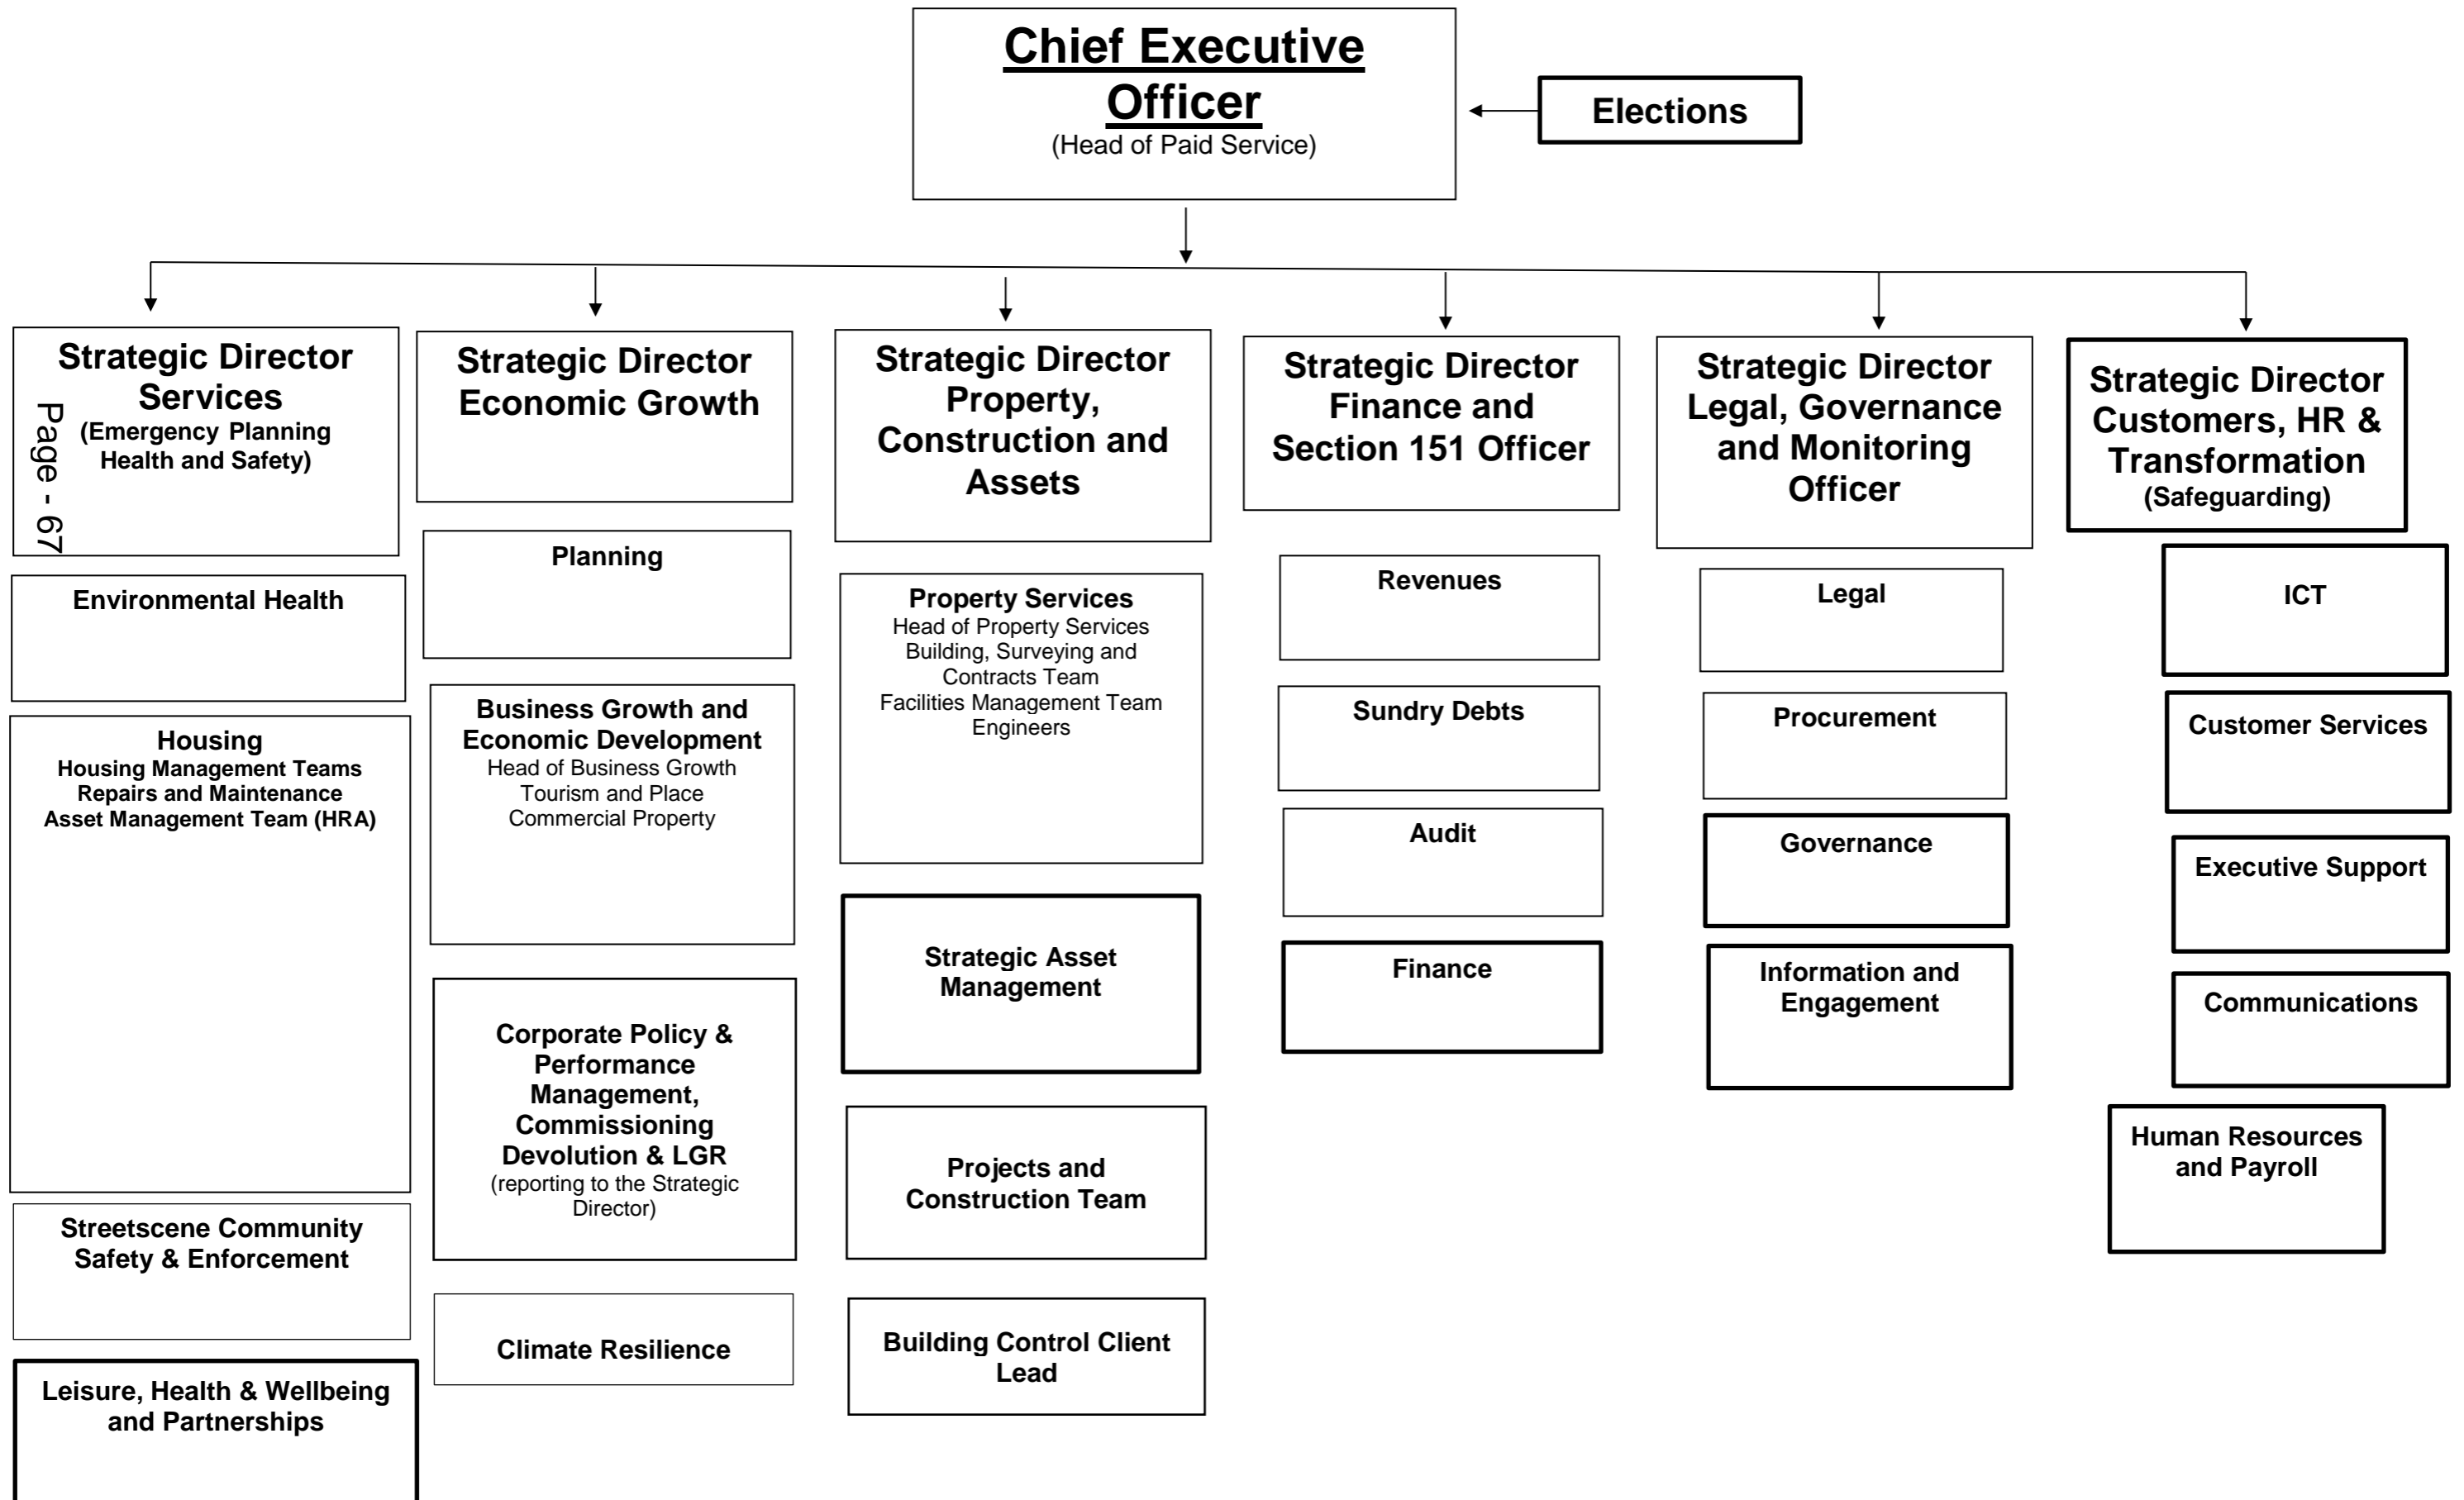 Chief Executive
Officer
(Head of Paid Service)
Elections
Strategic Director
Services
(Emergency Planning
Health and Safety)
Page - 67
Environmental Health
Housing
Housing Management Teams
Repairs and Maintenance
Asset Management Team (HRA)
Streetscene Community
Safety & Enforcement
Leisure, Health & Wellbeing
and Partnerships
Strategic Director
Economic Growth
Planning
Business Growth and
Economic Development
Head of Business Growth
Tourism and Place
Commercial Property
Corporate Policy &
Performance
Management,
Commissioning
Devolution & LGR
(reporting to the Strategic
Director)
Climate Resilience
Strategic Director
Property,
Construction and
Assets
Property Services
Head of Property Services
Building, Surveying and
Contracts Team
Facilities Management Team
Engineers
Strategic Asset
Management
Projects and
Construction Team
Building Control Client
Lead
Strategic Director
Finance and
Section 151 Officer
Revenues
Sundry Debts
Audit
Finance
Strategic Director
Legal, Governance
and Monitoring
Officer
Legal
Procurement
Governance
Information and
Engagement
Strategic Director
Customers, HR &
Transformation
(Safeguarding)
ICT
Customer Services
Executive Support
Communications
Human Resources
and Payroll